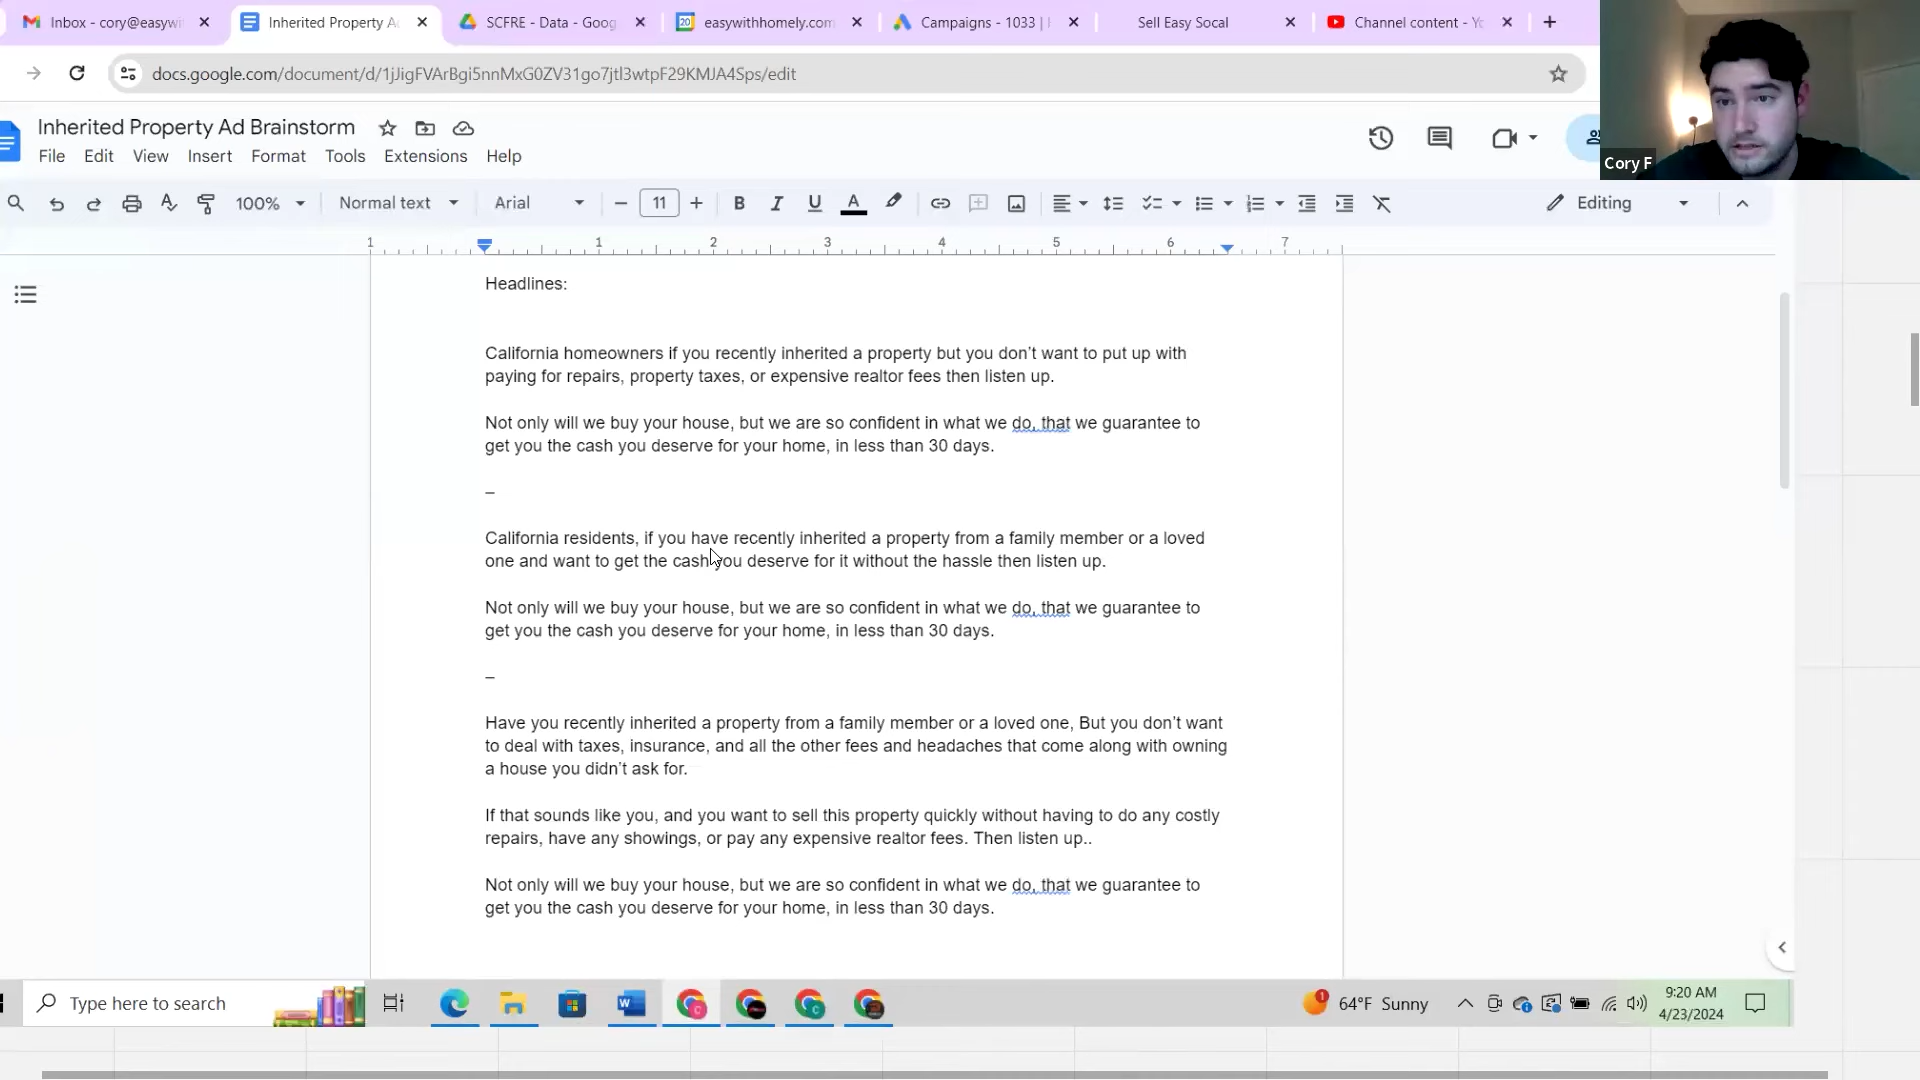 Inbox - cory@easywi
Inherited Property A
SCFRE - Data - Goog
easywithhomely.com
Campaigns - 1033 |
Sell Easy Socal
Channel content - Yo
docs.google.com/document/d/1jJigFVArBgi5nnMxG0ZV31go7jtl3wtpF29KMJA4Sps/edit
Inherited Property Ad Brainstorm
File Edit View Insert Format Tools Extensions Help
Cory F
100% Normal text Arial 11 B I U A Editing
1 1 2 3 4 5 6 7
Headlines:
California homeowners if you recently inherited a property but you don’t want to put up with
paying for repairs, property taxes, or expensive realtor fees then listen up.
Not only will we buy your house, but we are so confident in what we do, that we guarantee to
get you the cash you deserve for your home, in less than 30 days.
–
California residents, if you have recently inherited a property from a family member or a loved
one and want to get the cash you deserve for it without the hassle then listen up.
Not only will we buy your house, but we are so confident in what we do, that we guarantee to
get you the cash you deserve for your home, in less than 30 days.
–
Have you recently inherited a property from a family member or a loved one, But you don’t want
to deal with taxes, insurance, and all the other fees and headaches that come along with owning
a house you didn’t ask for.
If that sounds like you, and you want to sell this property quickly without having to do any costly
repairs, have any showings, or pay any expensive realtor fees. Then listen up..
Not only will we buy your house, but we are so confident in what we do, that we guarantee to
get you the cash you deserve for your home, in less than 30 days.
Type here to search
64°F Sunny
9:20 AM
4/23/2024